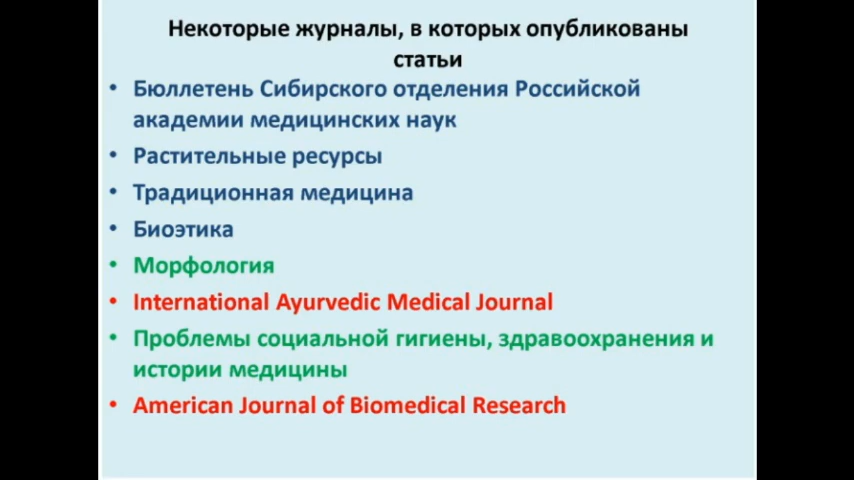 Некоторые журналы, в которых опубликованы
статьи
• Бюллетень Сибирского отделения Российской
академии медицинских наук
• Растительные ресурсы
• Традиционная медицина
• Биоэтика
• Морфология
• International Ayurvedic Medical Journal
• Проблемы социальной гигиены, здравоохранения и
истории медицины
• American Journal of Biomedical Research